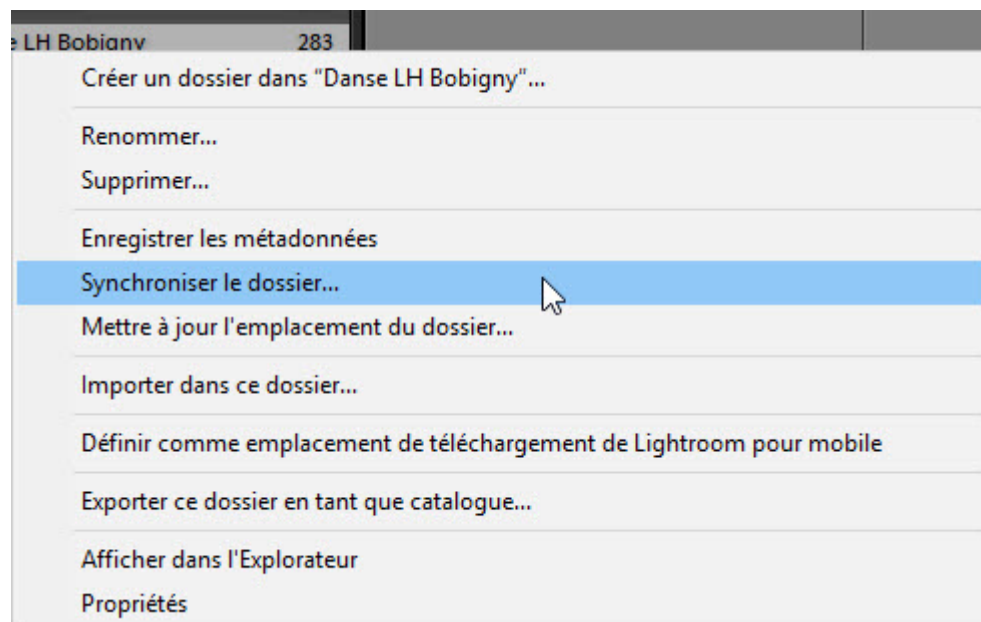 e LH Bobigny 283
Créer un dossier dans “Danse LH Bobigny”...
Renommer...
Supprimer...
Enregistrer les métadonnées
Synchroniser le dossier...
Mettre à jour l'emplacement du dossier...
Importer dans ce dossier...
Définir comme emplacement de téléchargement de Lightroom pour mobile
Exporter ce dossier en tant que catalogue...
Afficher dans l'Explorateur
Propriétés